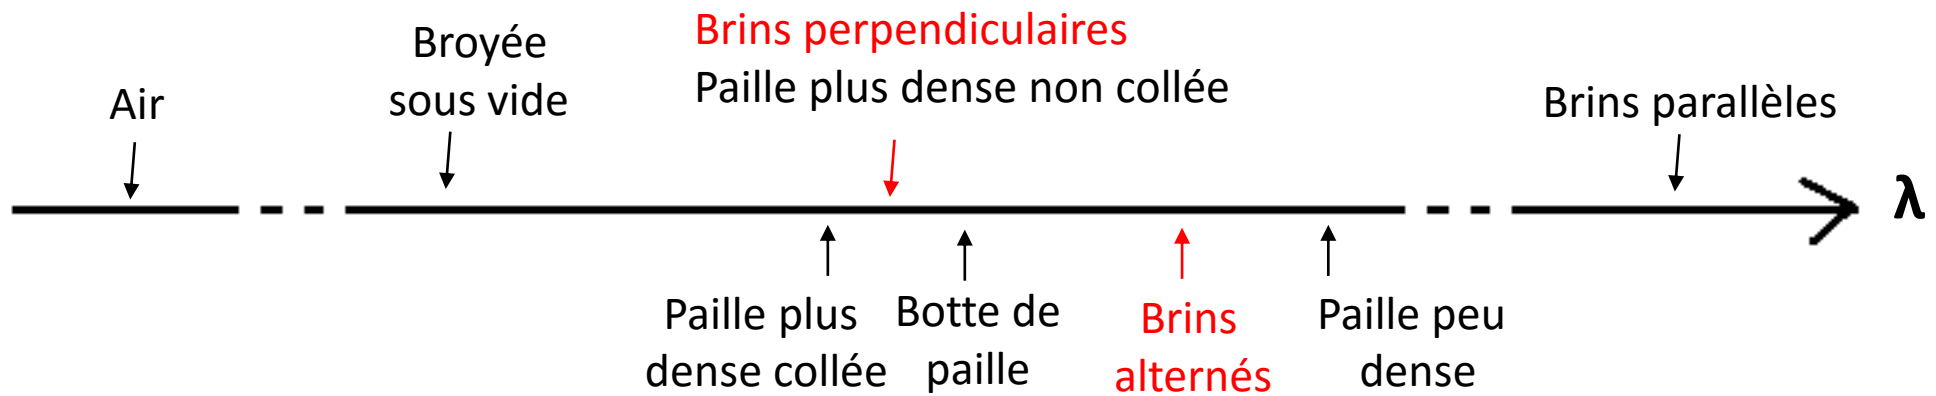 Air
Broyée
sous vide
Brins perpendiculaires
Paille plus dense non collée
Brins parallèles
λ
Paille plus
dense collée
Botte de
paille
Brins
alternés
Paille peu
dense